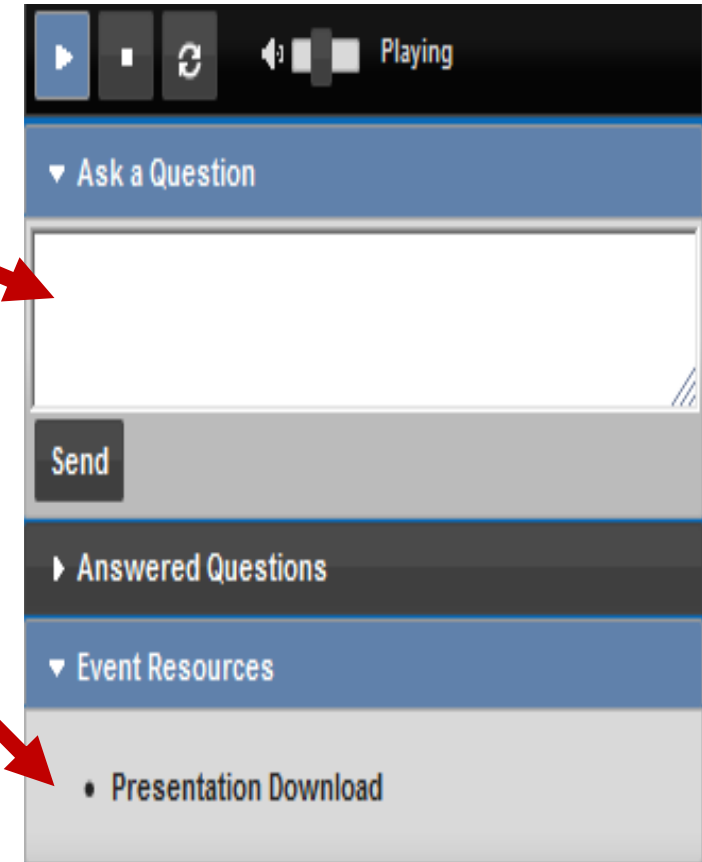 Playing
Ask a Question
Send
Answered Questions
Event Resources
• Presentation Download